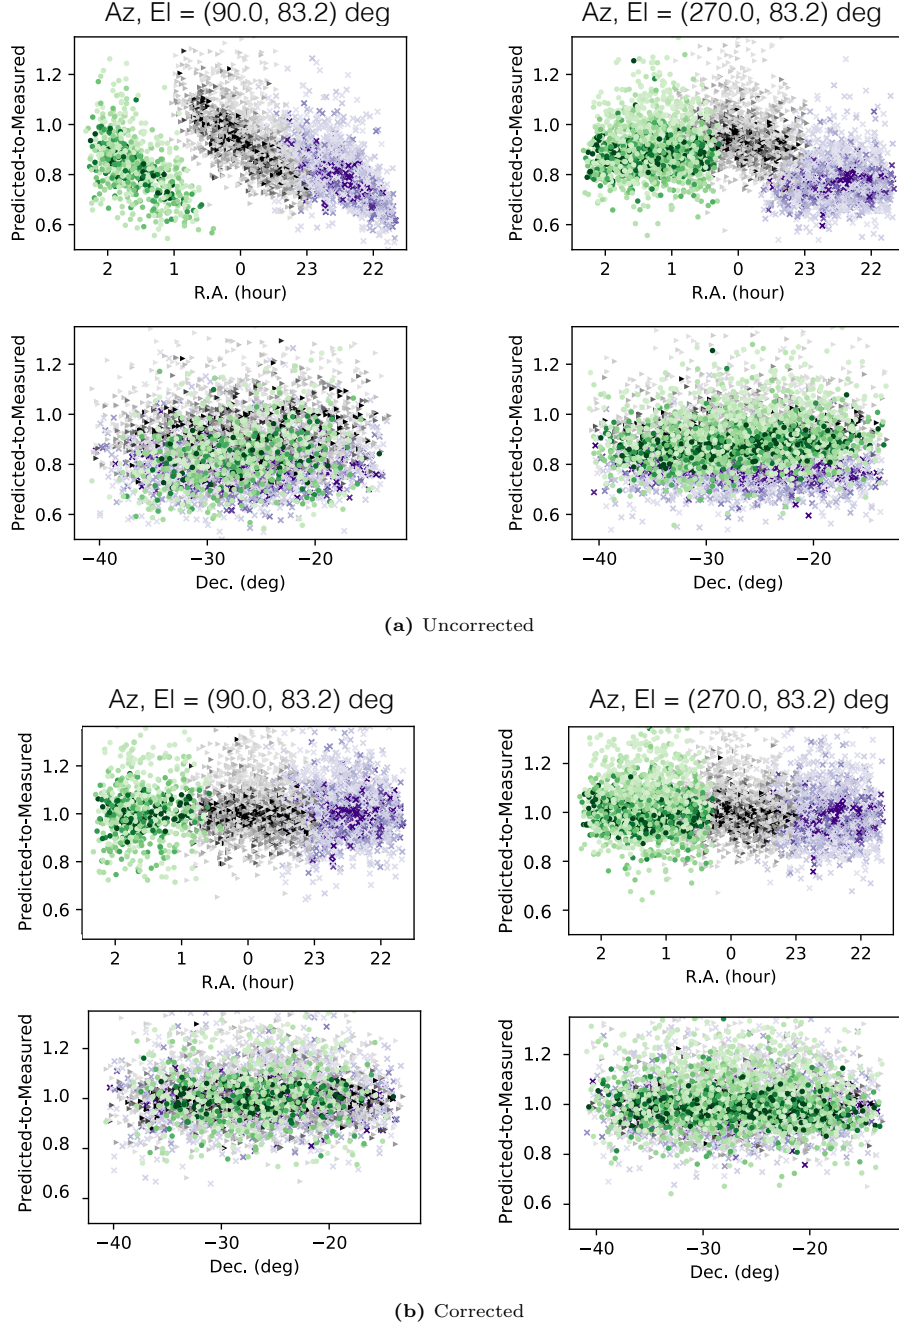 Az, El = (90.0, 83.2) deg
Az, El = (270.0, 83.2) deg
Predicted-to-Measured
1.2
1.0
0.8
0.6
2 1 0 23 22
R.A. (hour)
Predicted-to-Measured
1.2
1.0
0.8
0.6
2 1 0 23 22
R.A. (hour)
Predicted-to-Measured
1.2
1.0
0.8
0.6
−40 −30 −20
Dec. (deg)
Predicted-to-Measured
1.2
1.0
0.8
0.6
−40 −30 −20
Dec. (deg)
(a) Uncorrected
Az, El = (90.0, 83.2) deg
Az, El = (270.0, 83.2) deg
Predicted-to-Measured
1.2
1.0
0.8
0.6
2 1 0 23 22
R.A. (hour)
Predicted-to-Measured
1.2
1.0
0.8
0.6
2 1 0 23 22
R.A. (hour)
Predicted-to-Measured
1.2
1.0
0.8
0.6
−40 −30 −20
Dec. (deg)
Predicted-to-Measured
1.2
1.0
0.8
0.6
−40 −30 −20
Dec. (deg)
(b) Corrected